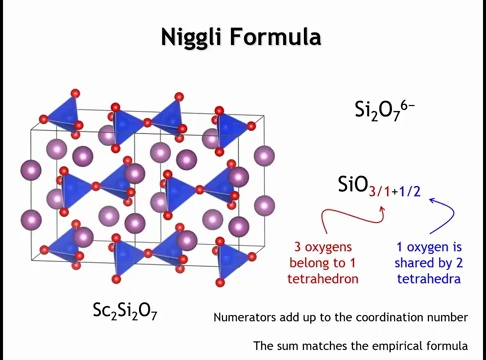 Niggli Formula
Si₂O₇⁶⁻
SiO₃/₁₊₁/₂
3 oxygens
belong to 1
tetrahedron
1 oxygen is
shared by 2
tetrahedra
Sc₂Si₂O₇
Numerators add up to the coordination number
The sum matches the empirical formula